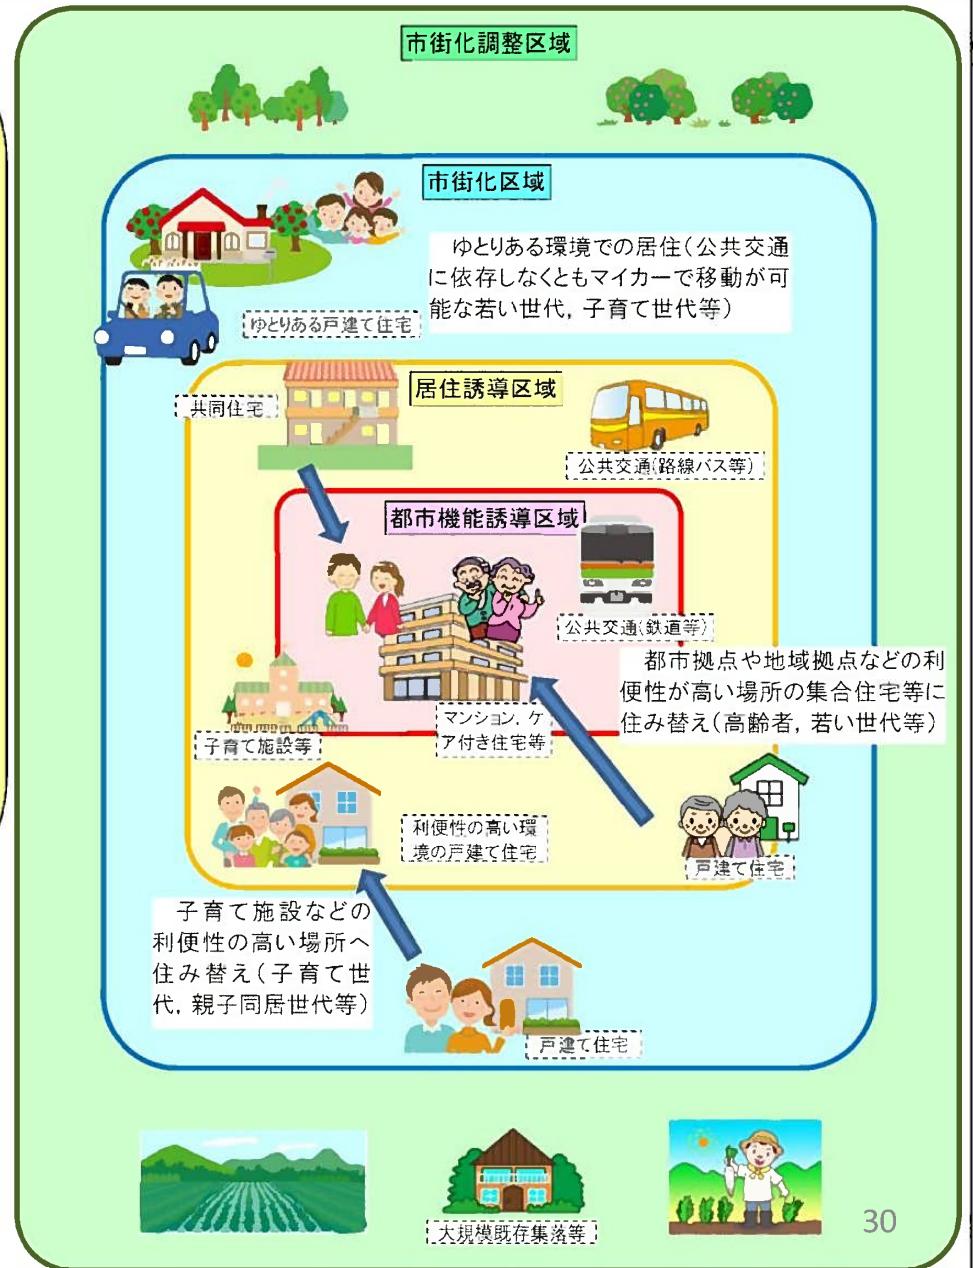 市街化調整区域
市街化区域
ゆとりある環境での居住(公共交通
に依存しなくともマイカーで移動が可
能な若い世代,子育て世代等)
ゆとりある戸建て住宅
居住誘導区域
共同住宅
公共交通(路線バス等)
都市機能誘導区域
公共交通(鉄道等)
都市拠点や地域拠点などの利
便性が高い場所の集合住宅等に
住み替え(高齢者,若い世代等)
マンション,ケ
ア付き住宅等
子育て施設等
利便性の高い環
境の戸建て住宅
戸建て住宅
子育て施設などの
利便性の高い場所へ
住み替え(子育て世
代,親子同居世代等)
戸建て住宅
大規模既存集落等
30